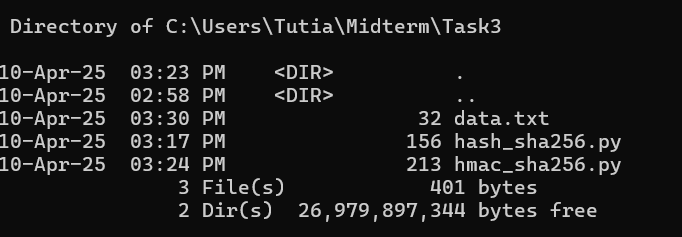 Directory of C:\Users\Tutia\Midterm\Task3
10-Apr-25  03:23 PM    <DIR>          .
10-Apr-25  02:58 PM    <DIR>          ..
10-Apr-25  03:30 PM                32 data.txt
10-Apr-25  03:17 PM               156 hash_sha256.py
10-Apr-25  03:24 PM               213 hmac_sha256.py
3 File(s)            401 bytes
2 Dir(s)  26,979,897,344 bytes free